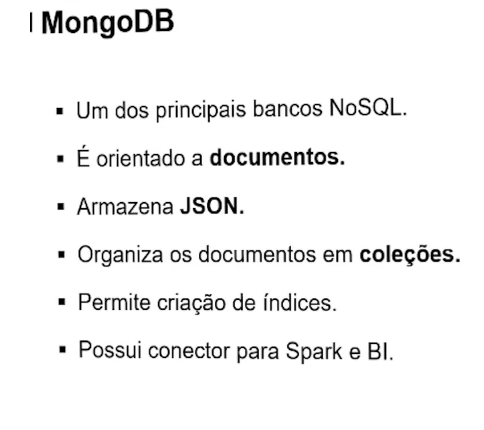 MongoDB
▪ Um dos principais bancos NoSQL.
▪ É orientado a documentos.
▪ Armazena JSON.
▪ Organiza os documentos em coleções.
▪ Permite criação de índices.
▪ Possui conector para Spark e BI.